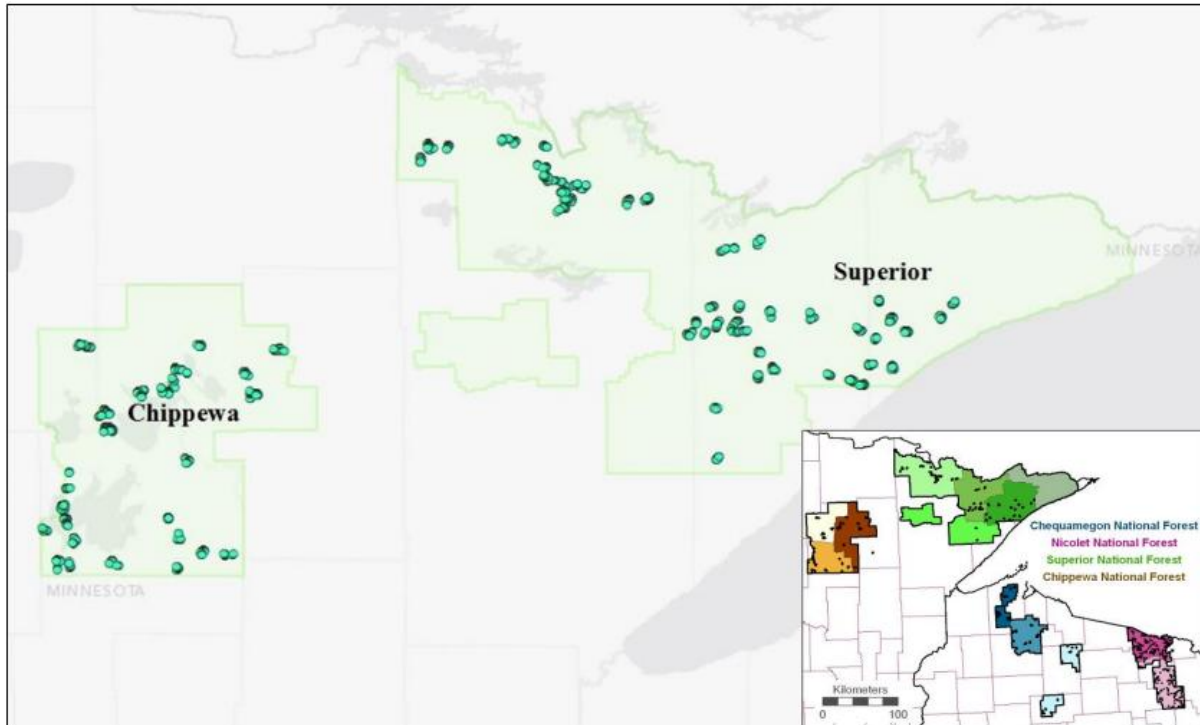 MINNESOTA
Superior
Chippewa
MINNESOTA
Chequamegon National Forest
Nicolet National Forest
Superior National Forest
Chippewa National Forest
Kilometers
0 100